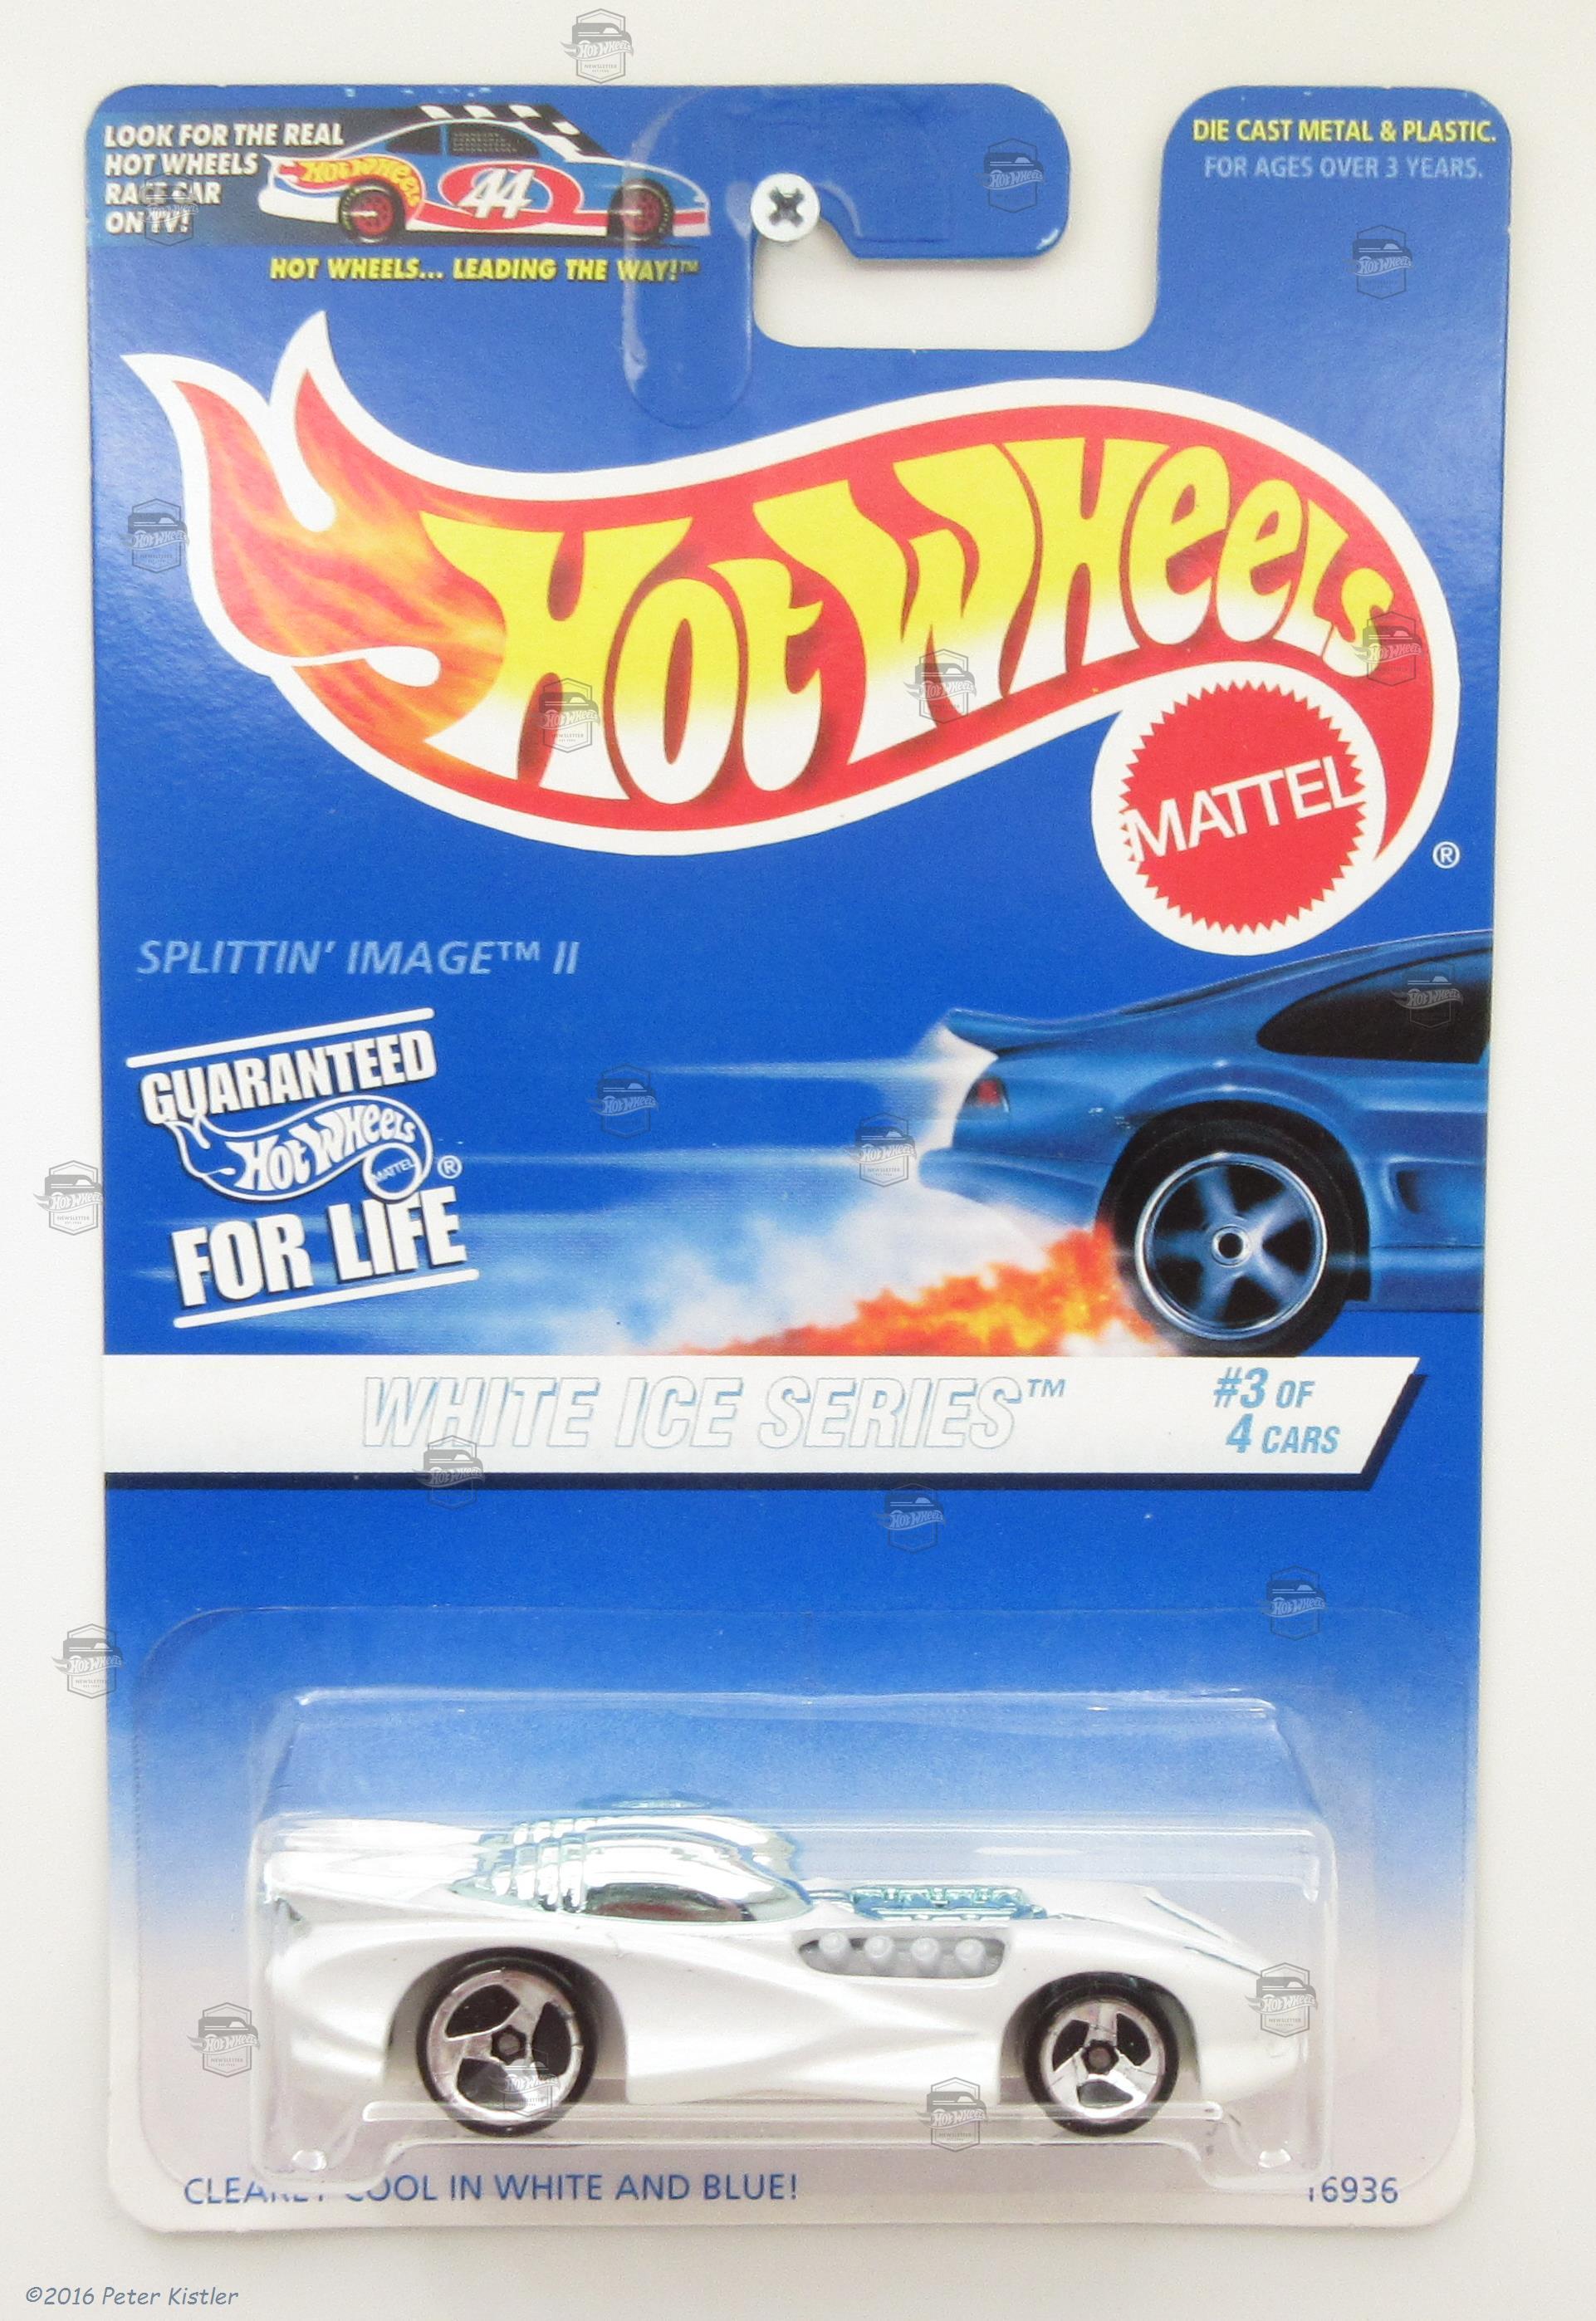 LOOK FOR THE REAL
HOT WHEELS
RACE CAR
ON TV!
HOT WHEELS
44
HOT WHEELS... LEADING THE WAY!™
DIE CAST METAL & PLASTIC.
FOR AGES OVER 3 YEARS.
HOT WHEELS
MATTEL
®
SPLITTIN' IMAGE™ II
GUARANTEED
HOT WHEELS
MATTEL ®
FOR LIFE
WHITE ICE SERIES™
#3 OF
4 CARS
CLEARLY COOL IN WHITE AND BLUE!
16936
©2016 Peter Kistler